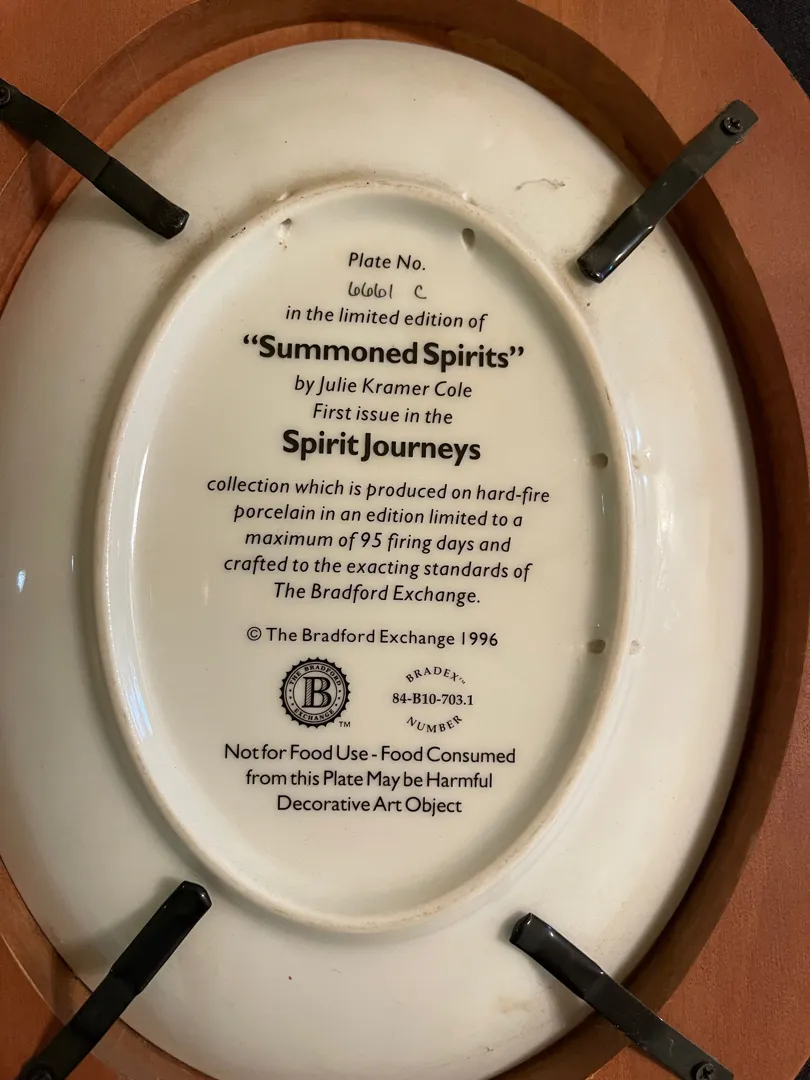 Plate No.
6661 C
in the limited edition of
“Summoned Spirits”
by Julie Kramer Cole
First issue in the
Spirit Journeys
collection which is produced on hard-fire
porcelain in an edition limited to a
maximum of 95 firing days and
crafted to the exacting standards of
The Bradford Exchange.
© The Bradford Exchange 1996
THE BRADFORD
B
EXCHANGE
TM
BRADEX™
84-B10-703.1
NUMBER
Not for Food Use - Food Consumed
from this Plate May be Harmful
Decorative Art Object